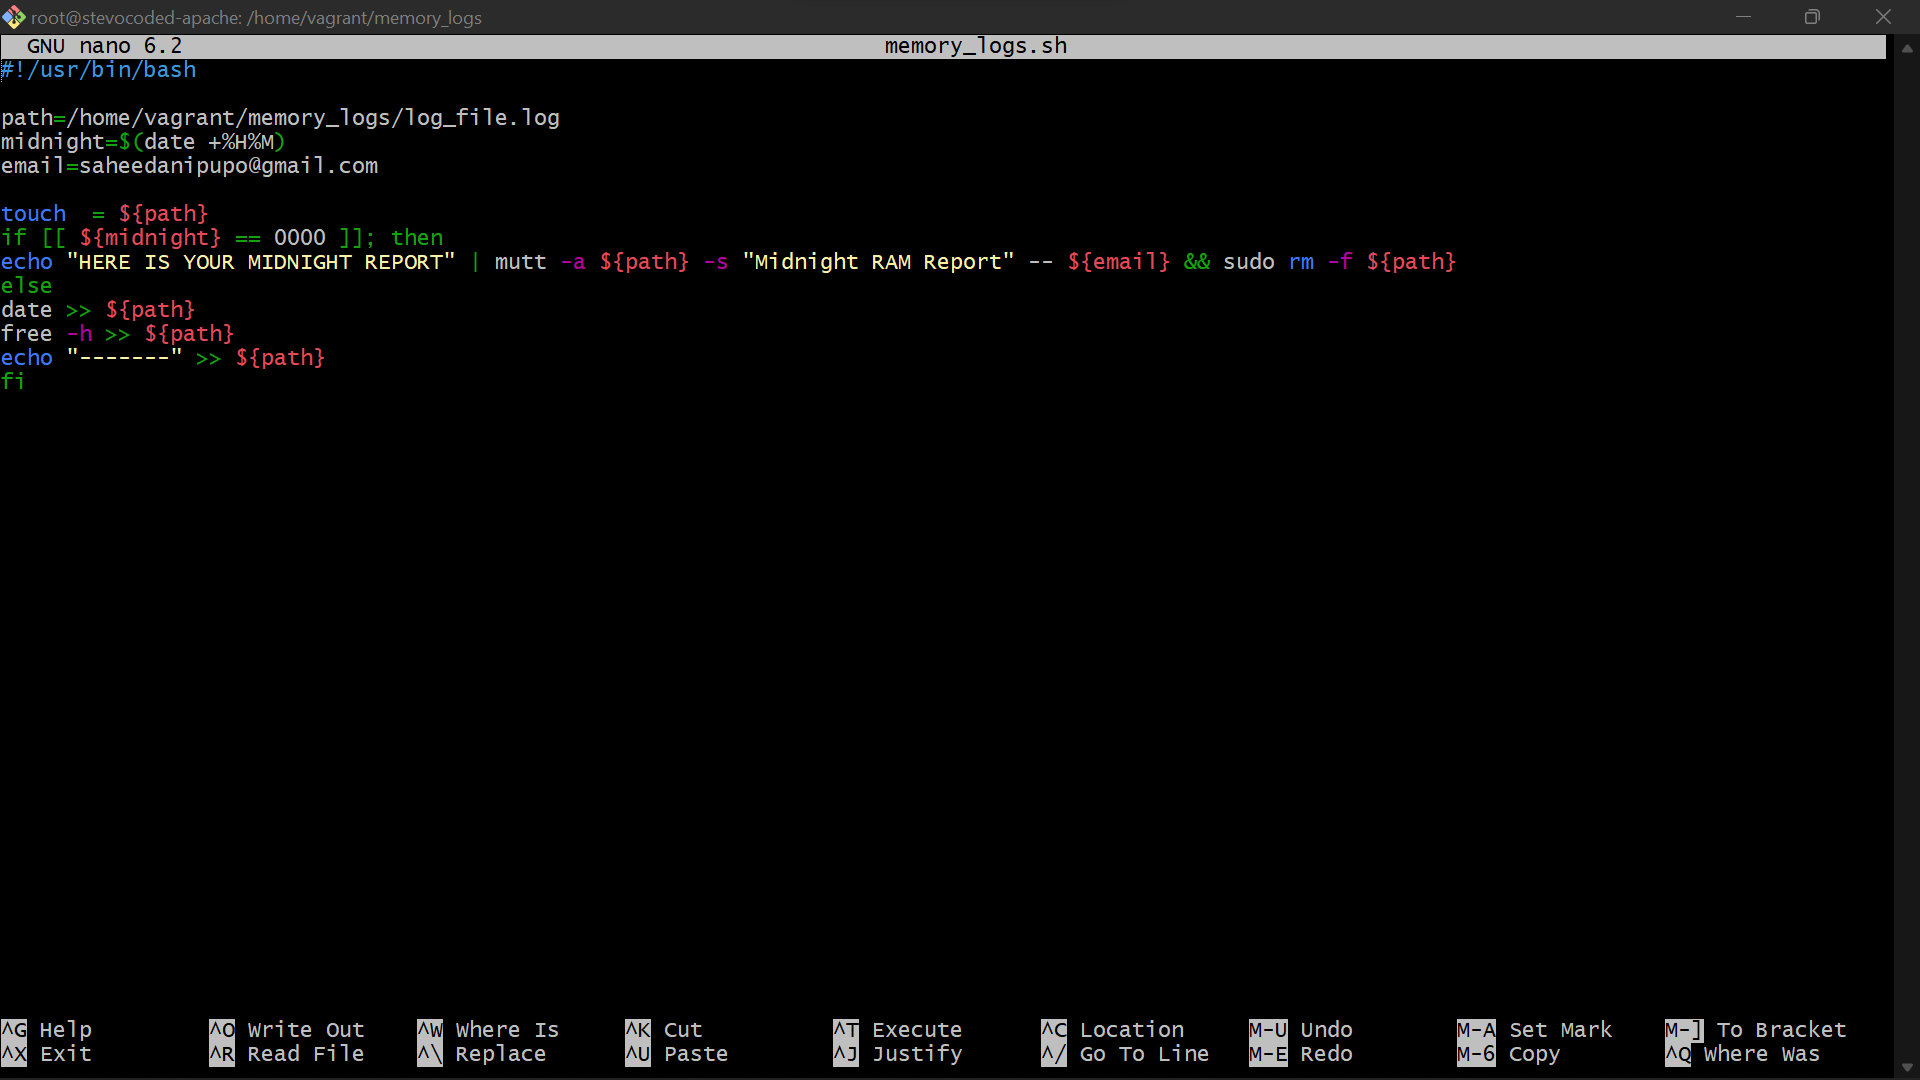 root@stevocoded-apache: /home/vagrant/memory_logs
GNU nano 6.2 memory_logs.sh
#!/usr/bin/bash
path=/home/vagrant/memory_logs/log_file.log
midnight=$(date +%H%M)
email=saheedanipupo@gmail.com
touch  = ${path}
if [[ ${midnight} == 0000 ]]; then
echo "HERE IS YOUR MIDNIGHT REPORT" | mutt -a ${path} -s "Midnight RAM Report" -- ${email} && sudo rm -f ${path}
else
date >> ${path}
free -h >> ${path}
echo "-------" >> ${path}
fi
^G Help ^O Write Out ^W Where Is ^K Cut ^T Execute ^C Location M-U Undo M-A Set Mark M-] To Bracket
^X Exit ^R Read File ^\ Replace ^U Paste ^J Justify ^/ Go To Line M-E Redo M-6 Copy ^Q Where Was